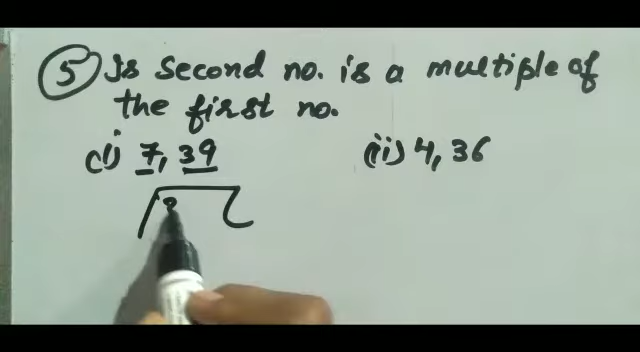 5 Is second no. is a multiple of
the first no.
(i) 7, 39
(ii) 4, 36